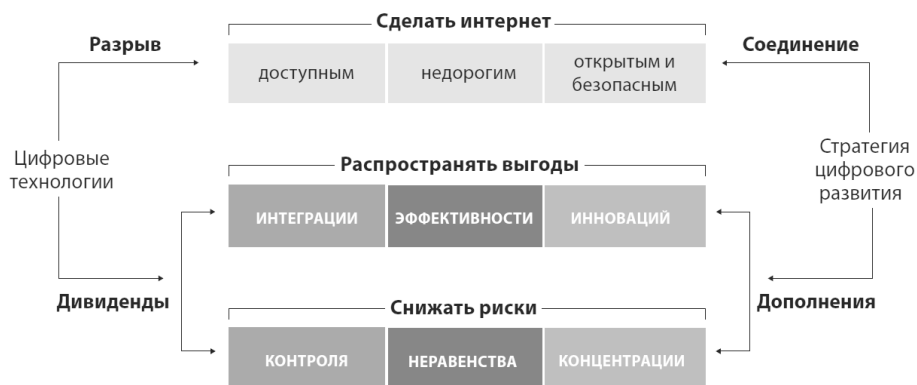 Сделать интернет
Разрыв
Соединение
доступным
недорогим
открытым и
безопасным
Цифровые
технологии
Стратегия
цифрового
развития
Распространять выгоды
ИНТЕГРАЦИИ
ЭФФЕКТИВНОСТИ
ИННОВАЦИЙ
Дивиденды
Дополнения
Снижать риски
КОНТРОЛЯ
НЕРАВЕНСТВА
КОНЦЕНТРАЦИИ